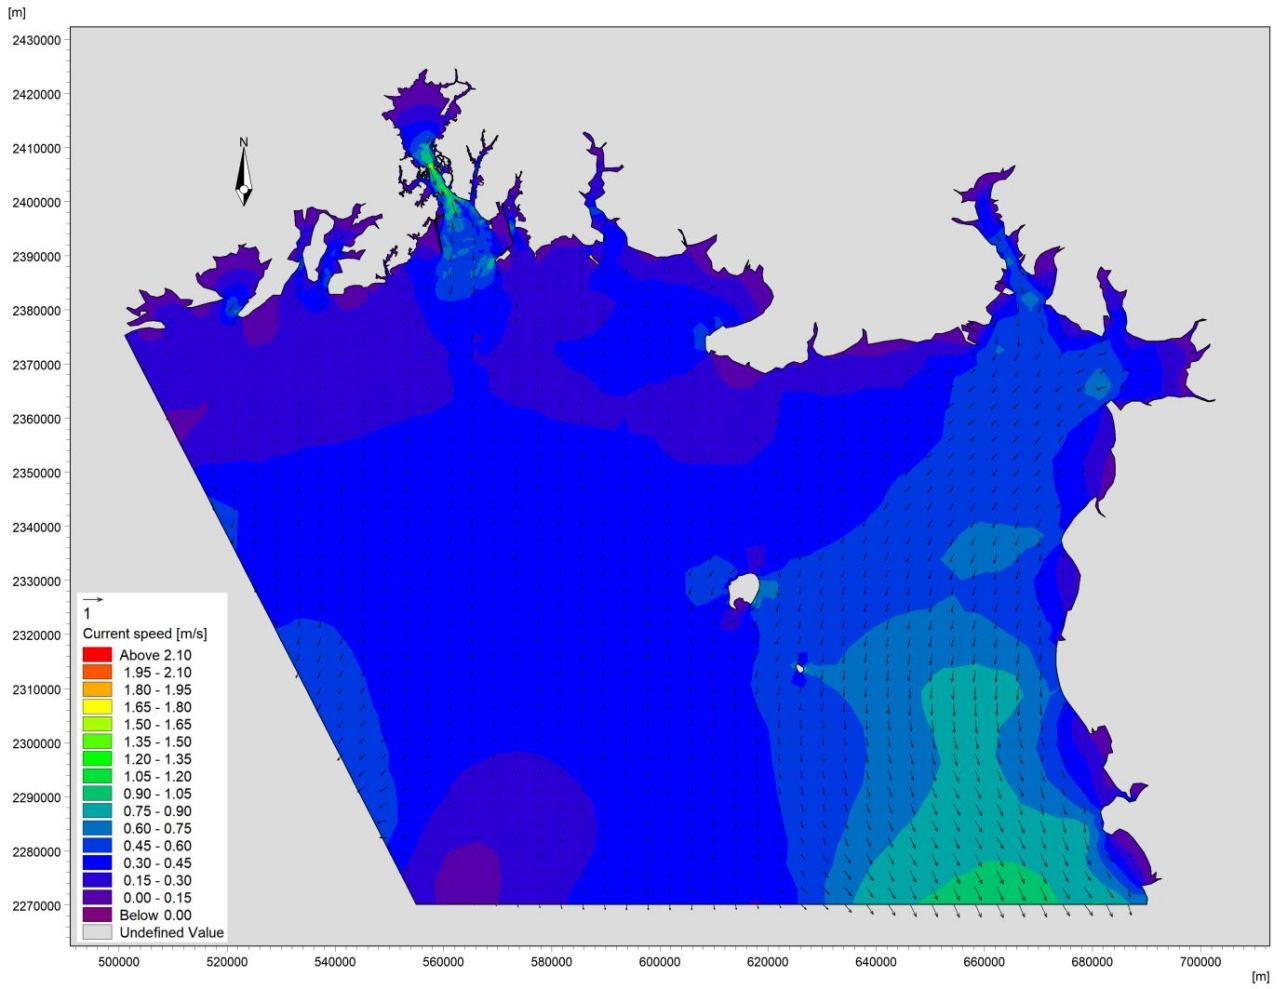 [m]
2430000
2420000
2410000
2400000
2390000
2380000
2370000
2360000
2350000
2340000
2330000
2320000
2310000
2300000
2290000
2280000
2270000
N
1
Current speed [m/s]
Above 2.10
1.95 - 2.10
1.80 - 1.95
1.65 - 1.80
1.50 - 1.65
1.35 - 1.50
1.20 - 1.35
1.05 - 1.20
0.90 - 1.05
0.75 - 0.90
0.60 - 0.75
0.45 - 0.60
0.30 - 0.45
0.15 - 0.30
0.00 - 0.15
Below 0.00
Undefined Value
500000 520000 540000 560000 580000 600000 620000 640000 660000 680000 700000
[m]